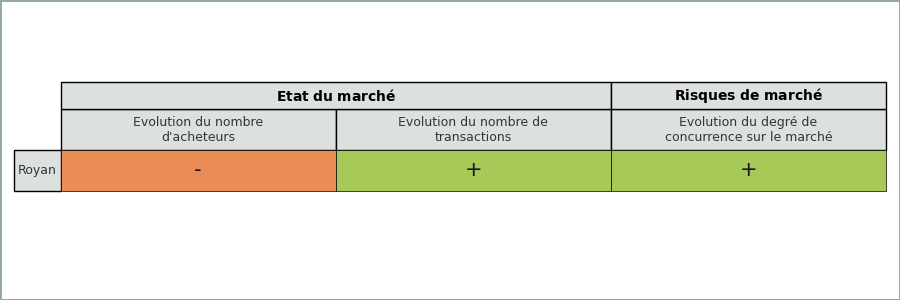 Etat du marché
Risques de marché
Evolution du nombre
d'acheteurs
Evolution du nombre de
transactions
Evolution du degré de
concurrence sur le marché
Royan
-
+
+